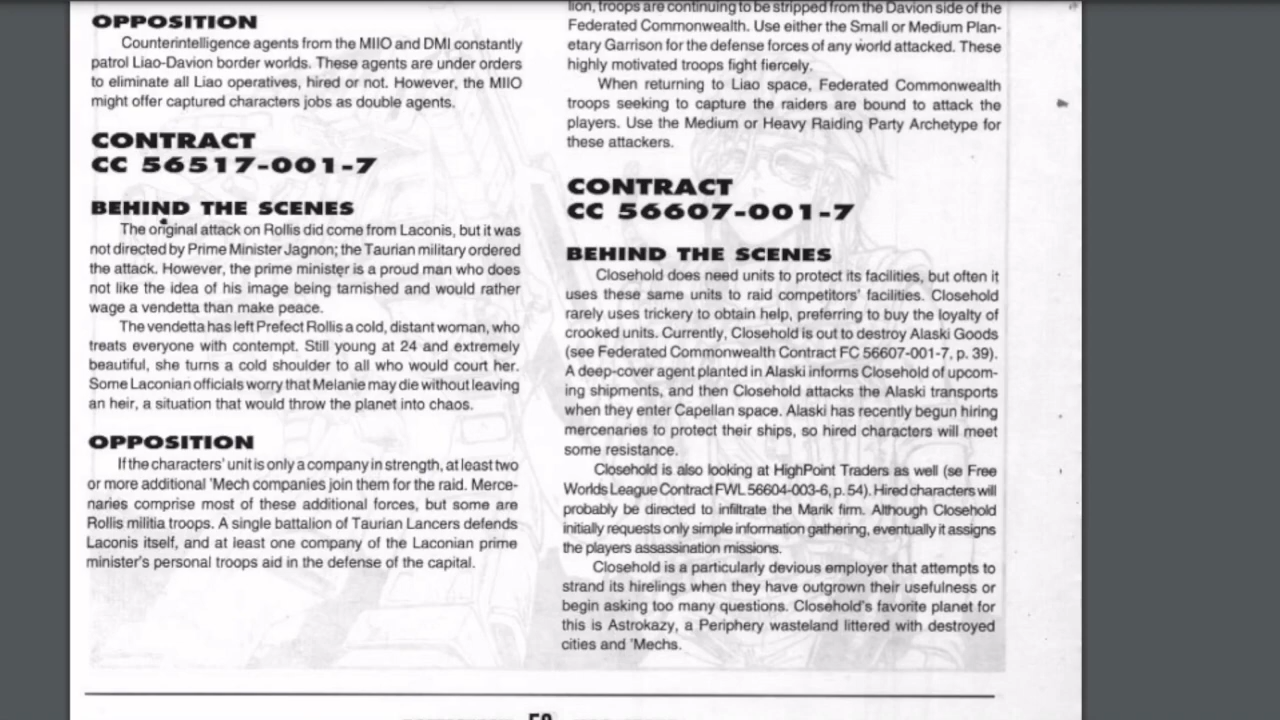 OPPOSITION
Counterintelligence agents from the MIIO and DMI constantly
patrol Liao-Davion border worlds. These agents are under orders
to eliminate all Liao operatives, hired or not. However, the MIIO
might offer captured characters jobs as double agents.
CONTRACT
CC 56517-001-7
BEHIND THE SCENES
The original attack on Rollis did come from Laconis, but it was
not directed by Prime Minister Jagnon; the Taurian military ordered
the attack. However, the prime minister is a proud man who does
not like the idea of his image being tarnished and would rather
wage a vendetta than make peace.
The vendetta has left Prefect Rollis a cold, distant woman, who
treats everyone with contempt. Still young at 24 and extremely
beautiful, she turns a cold shoulder to all who would court her.
Some Laconian officials worry that Melanie may die without leaving
an heir, a situation that would throw the planet into chaos.
OPPOSITION
If the characters' unit is only a company in strength, at least two
or more additional 'Mech companies join them for the raid. Merce-
naries comprise most of these additional forces, but some are
Rollis militia troops. A single battalion of Taurian Lancers defends
Laconis itself, and at least one company of the Laconian prime
minister's personal troops aid in the defense of the capital.
lion, troops are continuing to be stripped from the Davion side of the
Federated Commonwealth. Use either the Small or Medium Plan-
etary Garrison for the defense forces of any world attacked. These
highly motivated troops fight fiercely.
When returning to Liao space, Federated Commonwealth
troops seeking to capture the raiders are bound to attack the
players. Use the Medium or Heavy Raiding Party Archetype for
these attackers.
CONTRACT
CC 56607-001-7
BEHIND THE SCENES
Closehold does need units to protect its facilities, but often it
uses these same units to raid competitors' facilities. Closehold
rarely uses trickery to obtain help, preferring to buy the loyalty of
crooked units. Currently, Closehold is out to destroy Alaski Goods
(see Federated Commonwealth Contract FC 56607-001-7, p. 39).
A deep-cover agent planted in Alaski informs Closehold of upcom-
ing shipments, and then Closehold attacks the Alaski transports
when they enter Capellan space. Alaski has recently begun hiring
mercenaries to protect their ships, so hired characters will meet
some resistance.
Closehold is also looking at HighPoint Traders as well (se Free
Worlds League Contract FWL 56604-003-6, p. 54). Hired characters will
probably be directed to infiltrate the Marik firm. Although Closehold
initially requests only simple information gathering, eventually it assigns
the players assassination missions.
Closehold is a particularly devious employer that attempts to
strand its hirelings when they have outgrown their usefulness or
begin asking too many questions. Closehold's favorite planet for
this is Astrokazy, a Periphery wasteland littered with destroyed
cities and 'Mechs.